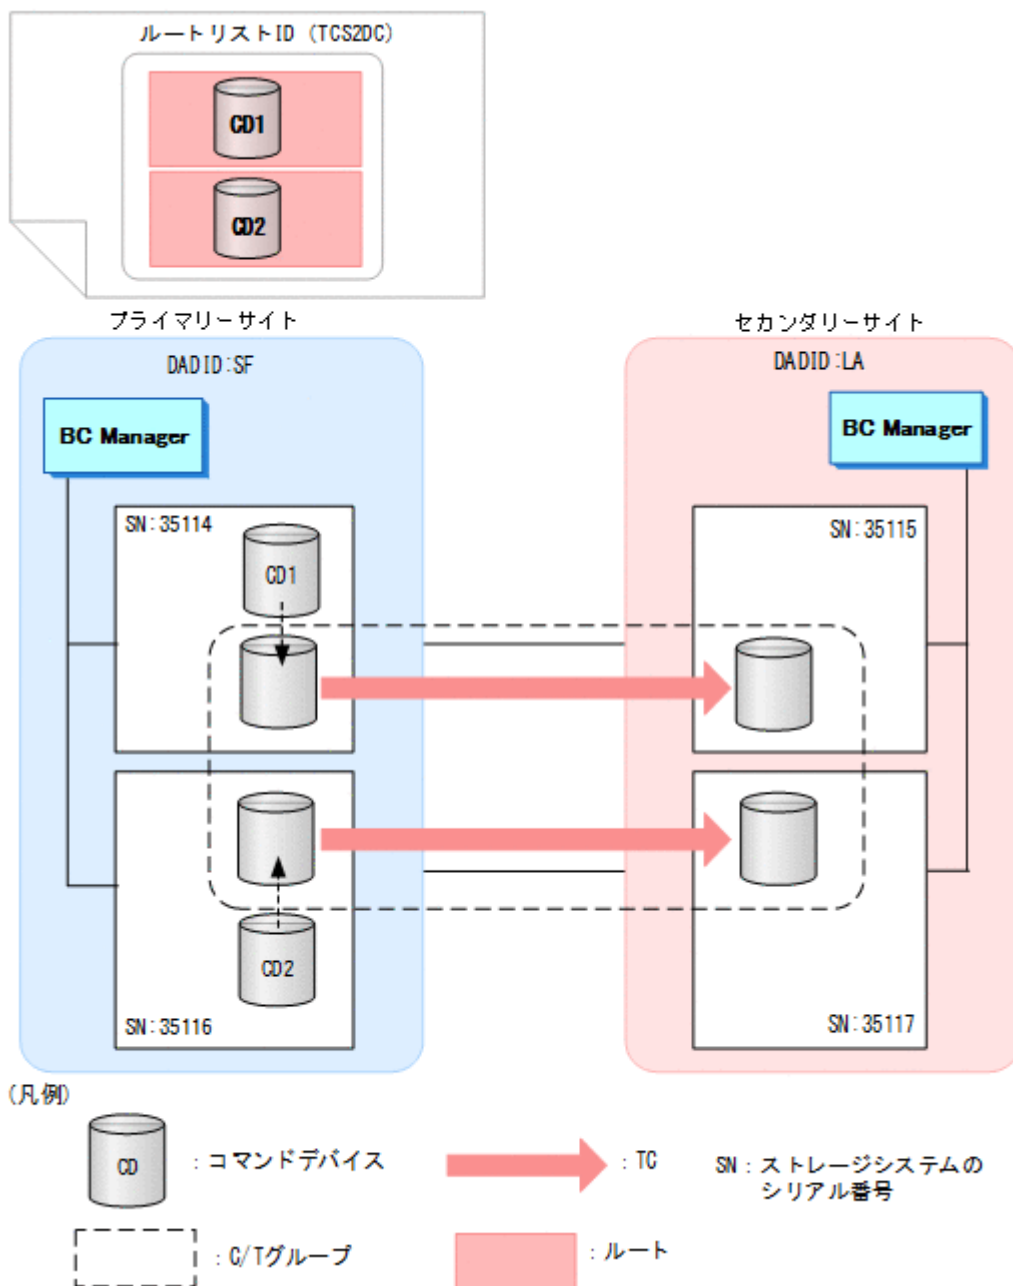 ルートリストID (TCS2DC)
CD1
CD2
プライマリーサイト
セカンダリーサイト
DADID:SF
DADID:LA
BC Manager
BC Manager
SN:35114
CD1
SN:35115
CD2
SN:35116
SN:35117
(凡例)
CD
:コマンドデバイス
:TC
SN:ストレージシステムの
シリアル番号
:C/Tグループ
:ルート